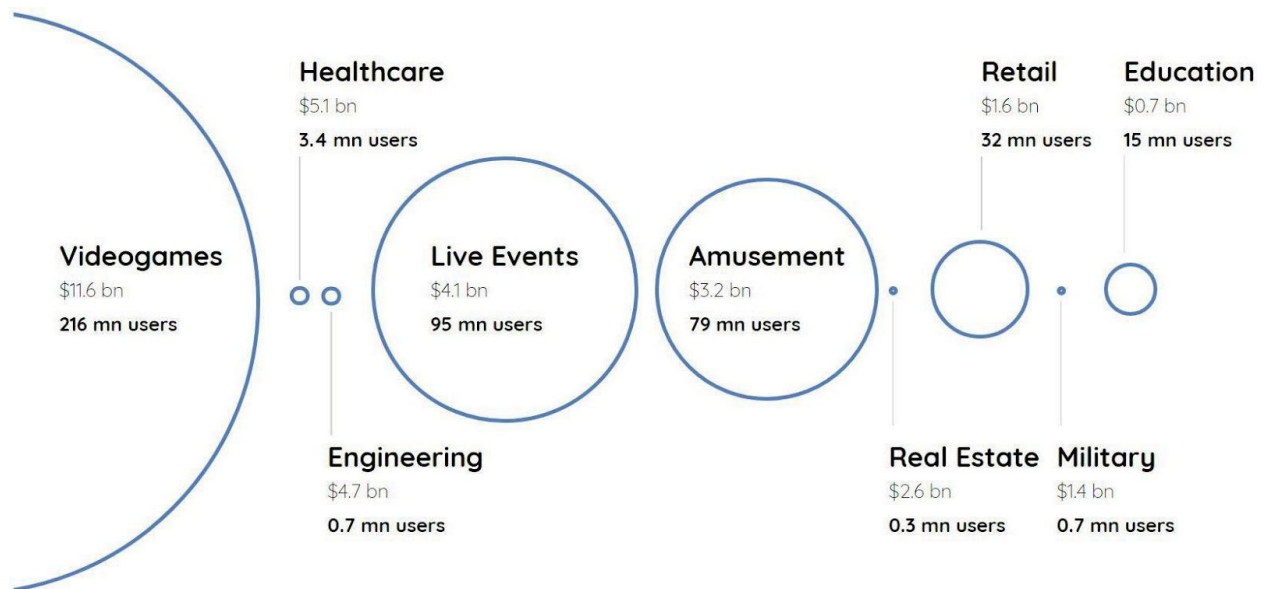 Videogames
$11.6 bn
216 mn users
Healthcare
$5.1 bn
3.4 mn users
Engineering
$4.7 bn
0.7 mn users
Live Events
$4.1 bn
95 mn users
Amusement
$3.2 bn
79 mn users
Real Estate
$2.6 bn
0.3 mn users
Retail
$1.6 bn
32 mn users
Military
$1.4 bn
0.7 mn users
Education
$0.7 bn
15 mn users